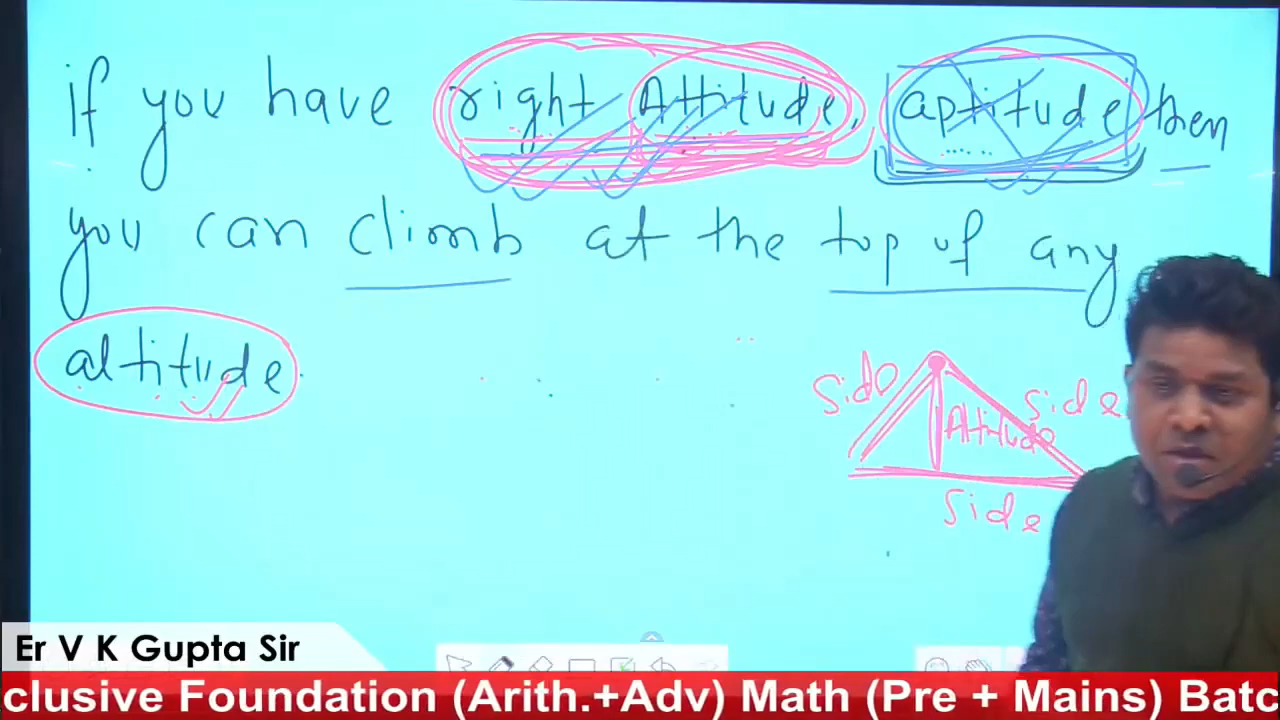 if you have right Attitude, aptitude then
you can climb at the top of any
altitude.
Side
Side
Altitude
Side
Er V K Gupta Sir
clusive Foundation (Arith.+Adv) Math (Pre + Mains) Batc